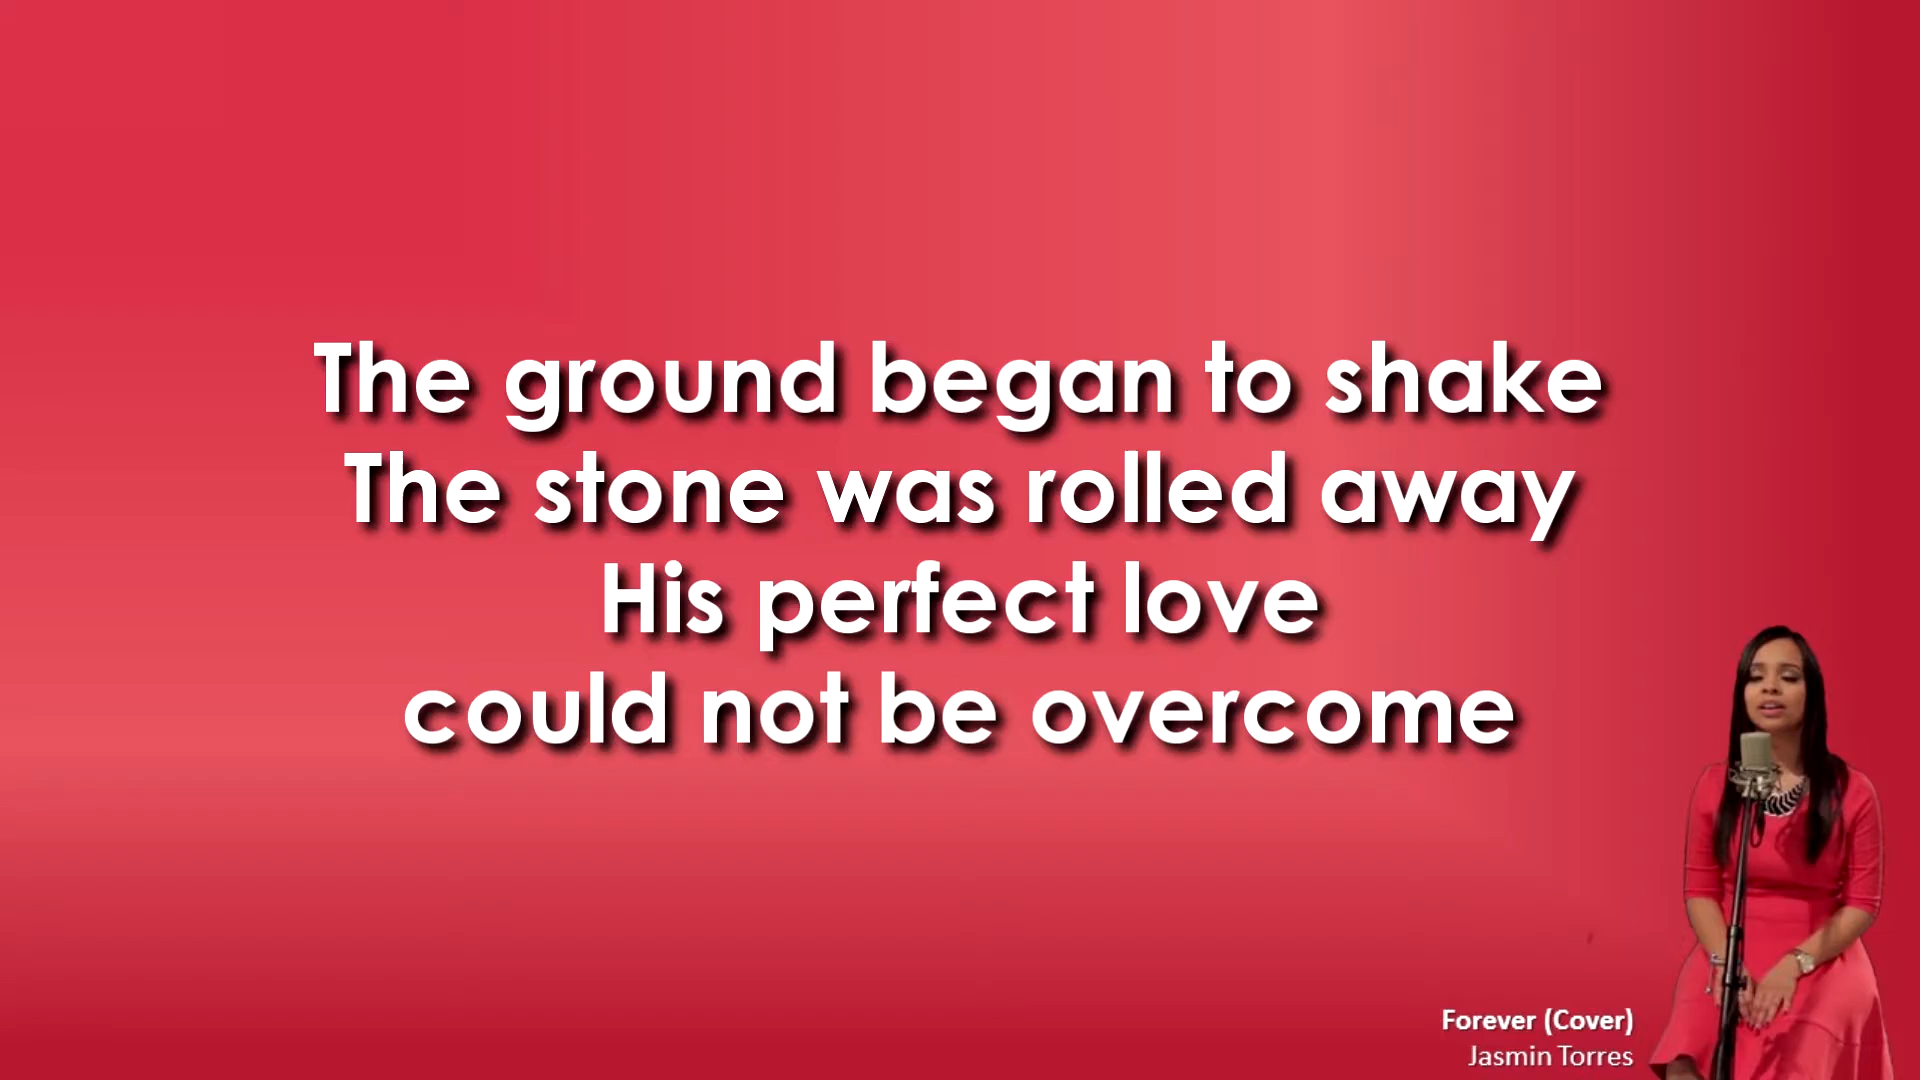 The ground began to shake
The stone was rolled away
His perfect love
could not be overcome
Forever (Cover)
Jasmin Torres